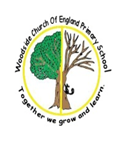 Woodside Church Of England Primary School
Together we grow and learn.